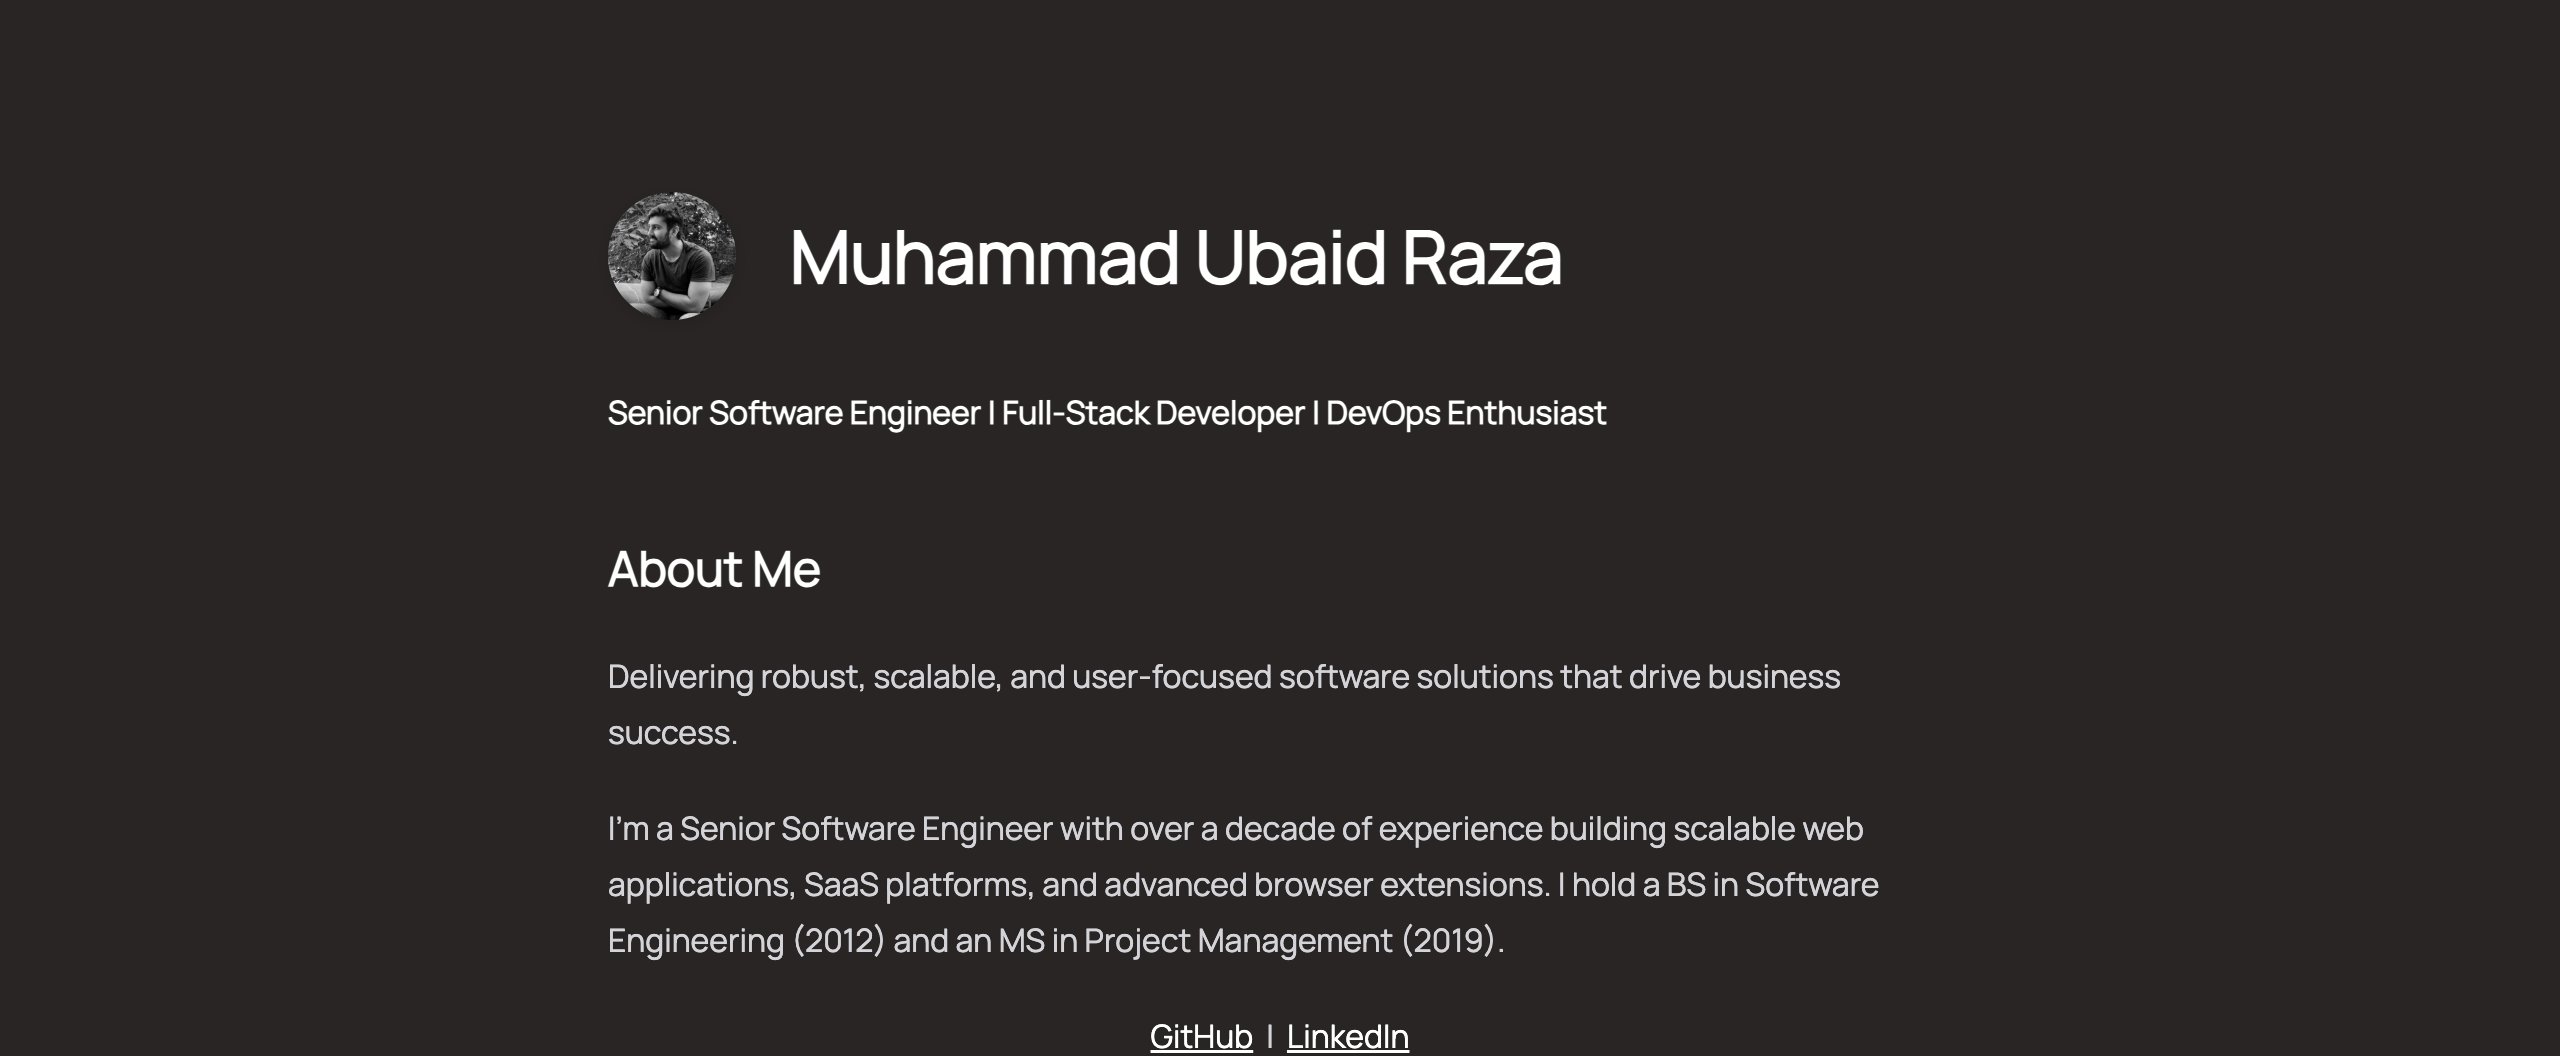 Muhammad Ubaid Raza
Senior Software Engineer | Full-Stack Developer | DevOps Enthusiast
About Me
Delivering robust, scalable, and user-focused software solutions that drive business
success.
I’m a Senior Software Engineer with over a decade of experience building scalable web
applications, SaaS platforms, and advanced browser extensions. I hold a BS in Software
Engineering (2012) and an MS in Project Management (2019).
GitHub | LinkedIn